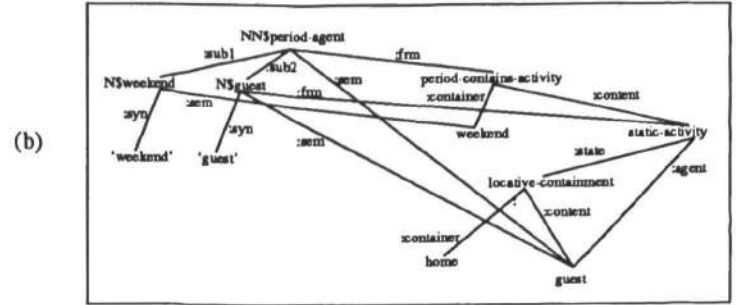 NN$period-agent
:sub1
:sub2
:sem
:frm
N$weekend
N$guest
:frm
period-contains-activity
:container
:content
:syn
:sem
:syn
:sem
weekend
static-activity
(b)
'weekend'
'guest'
:state
:agent
locative-containment
:content
:container
home
guest